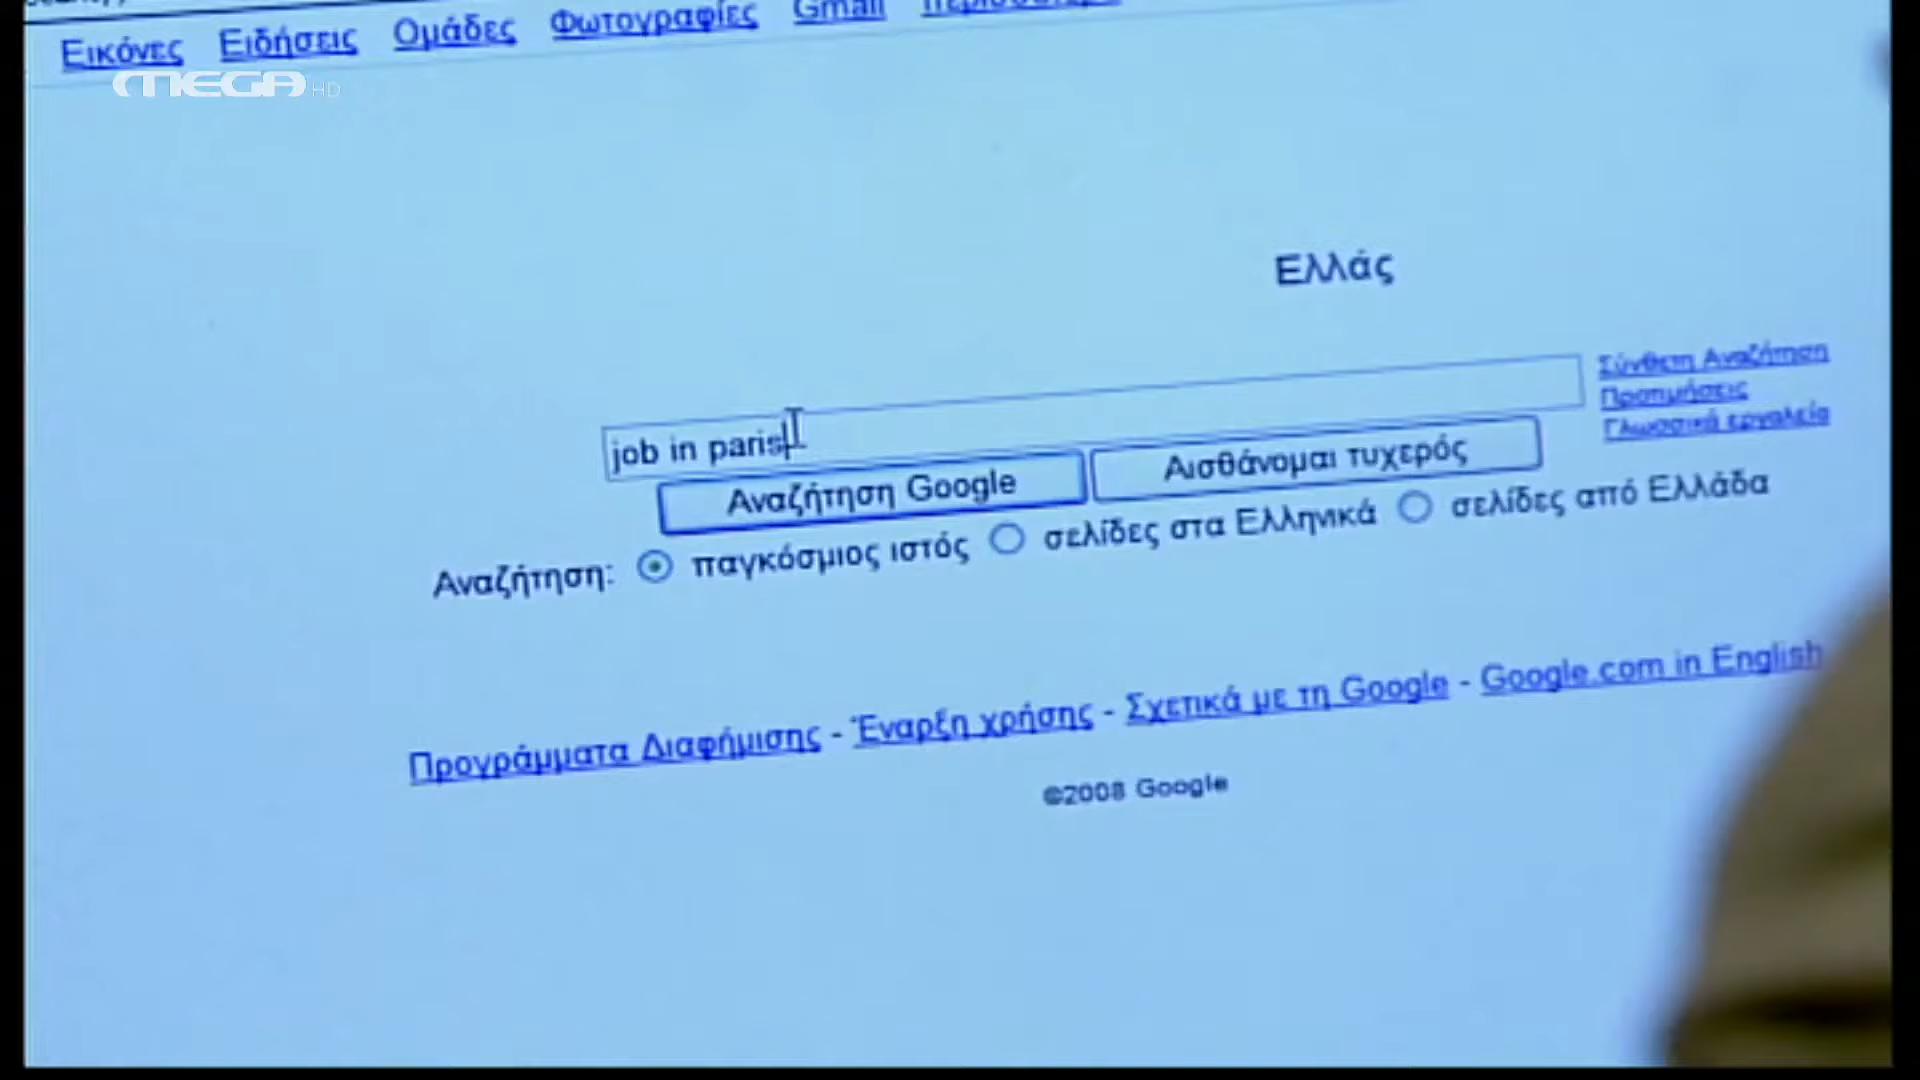 Εικόνες Ειδήσεις Ομάδες Φωτογραφίες Gmail
MEGA HD
Ελλάς
job in paris
Σύνθετη Αναζήτηση
Προτιμήσεις
Γλωσσικά εργαλεία
Αναζήτηση Google Αισθάνομαι τυχερός
Αναζήτηση: παγκόσμιος ιστός σελίδες στα Ελληνικά σελίδες από Ελλάδα
Προγράμματα Διαφήμισης - Έναρξη χρήσης - Σχετικά με τη Google - Google.com in English
©2008 Google